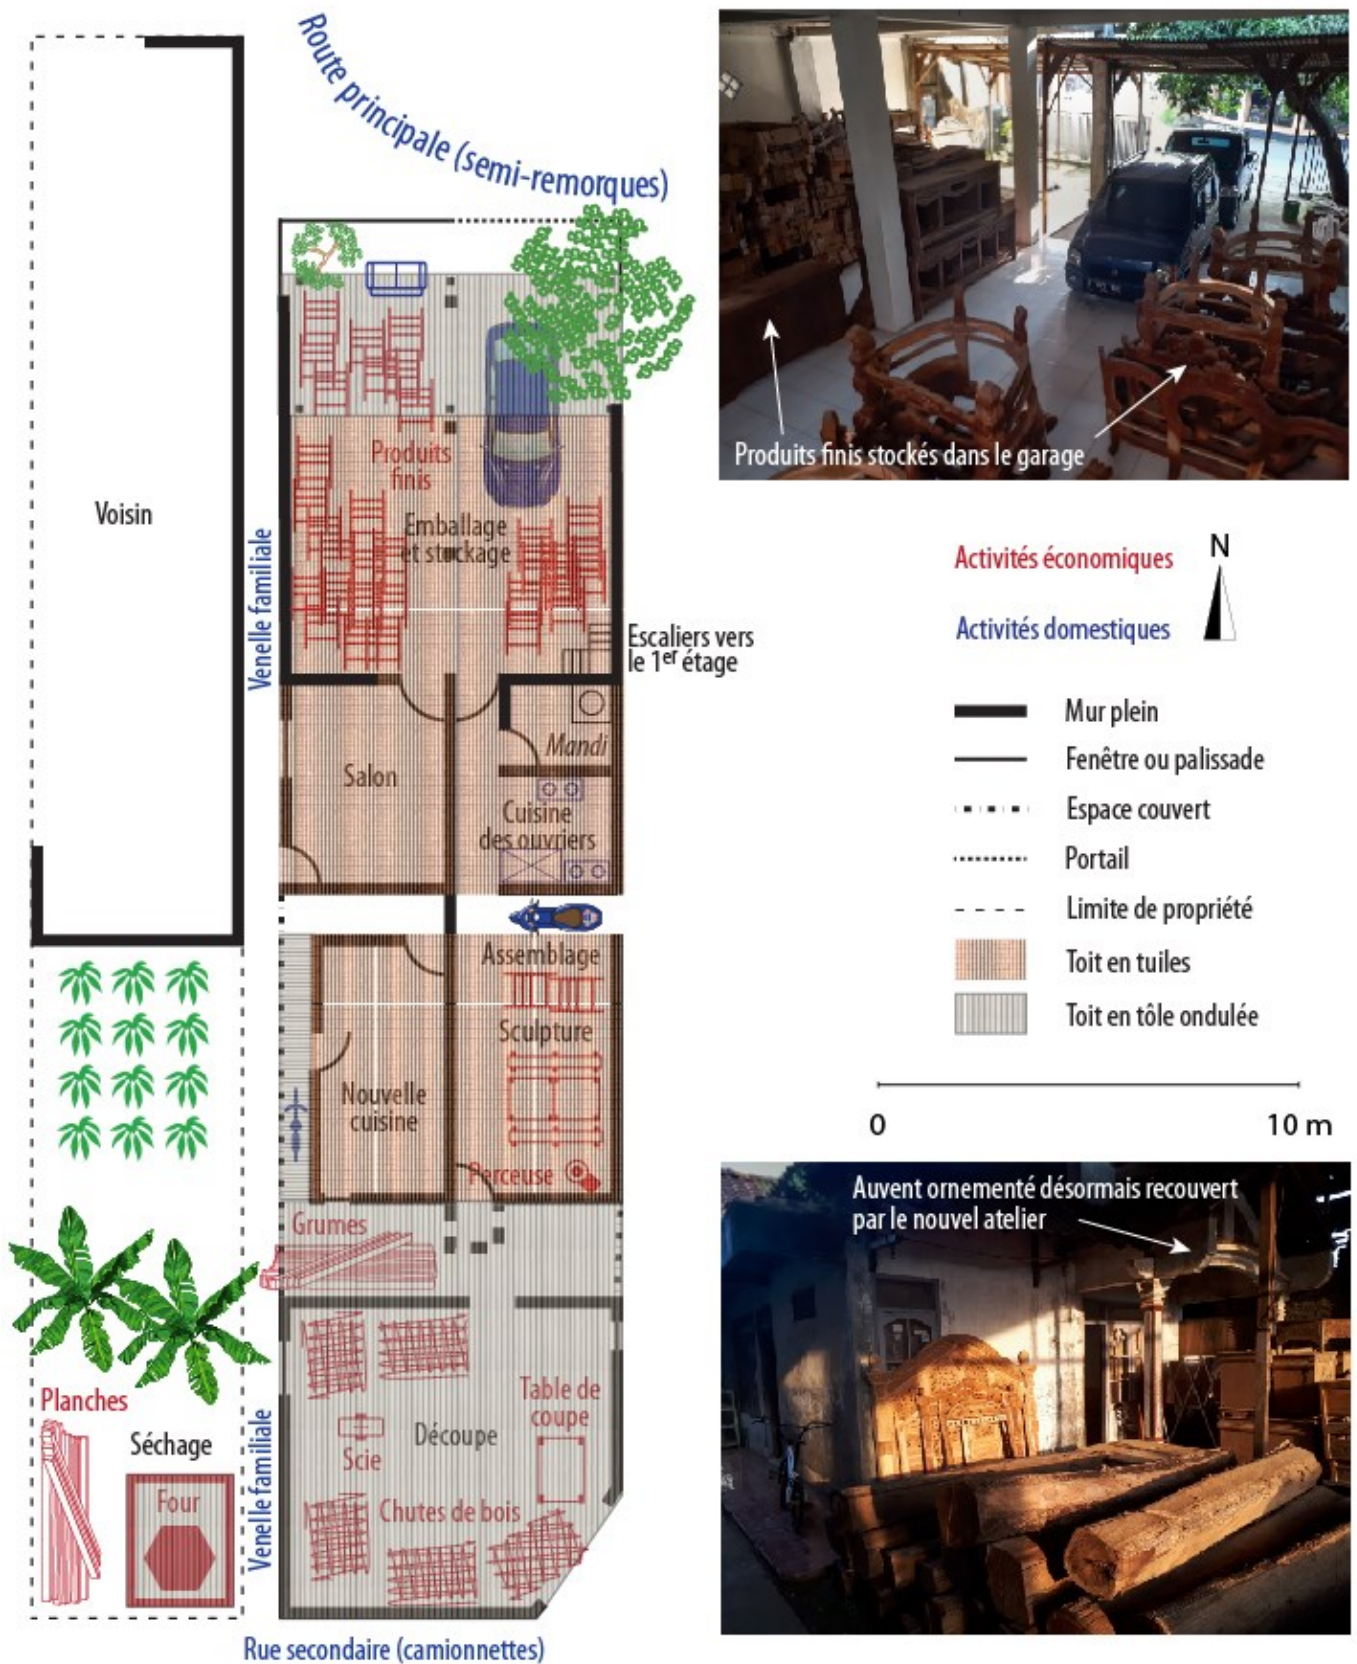 Route principale (semi-remorques)
Voisin
Venelle familiale
Produits
finis
Emballage
et stockage
Escaliers vers
le 1er étage
Mandi
Salon
Cuisine
des ouvriers
Assemblage
Sculpture
Nouvelle
cuisine
Perceuse
Grumes
Planches
Séchage
Four
Venelle familiale
Table de
coupe
Découpe
Scie
Chutes de bois
Rue secondaire (camionnettes)
Produits finis stockés dans le garage
Activités économiques
N
Activités domestiques
Mur plein
Fenêtre ou palissade
Espace couvert
Portail
Limite de propriété
Toit en tuiles
Toit en tôle ondulée
0 10 m
Auvent ornementé désormais recouvert
par le nouvel atelier